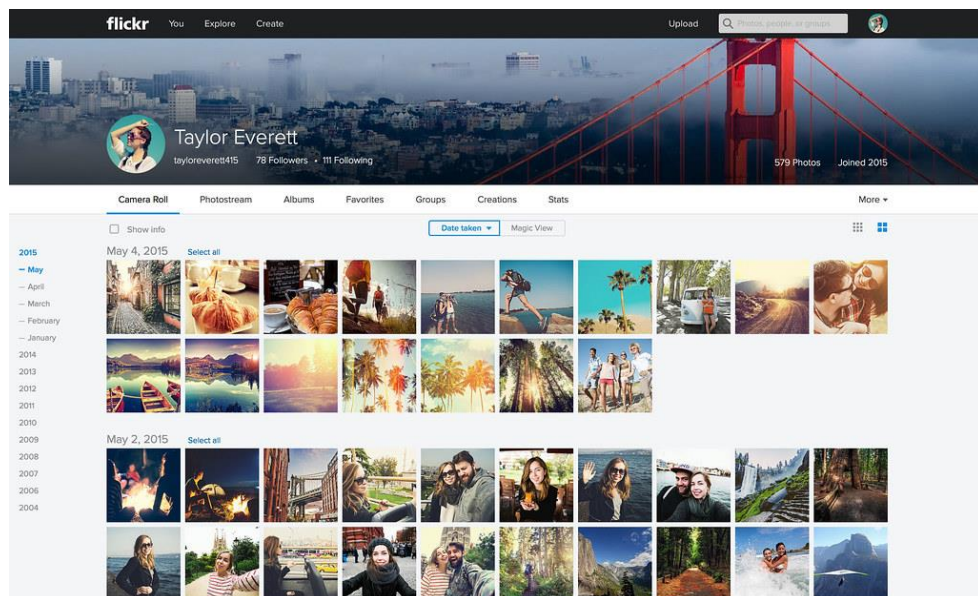 flickr You Explore Create Upload Photos, people, or groups
Taylor Everett
tayloreverett415 78 Followers • 111 Following 579 Photos Joined 2015
Camera Roll Photostream Albums Favorites Groups Creations Stats More
Show info Date taken Magic View
2015
May
April
March
February
January
2014
2013
2012
2011
2010
2009
2008
2007
2006
2004
May 4, 2015 Select all
May 2, 2015 Select all